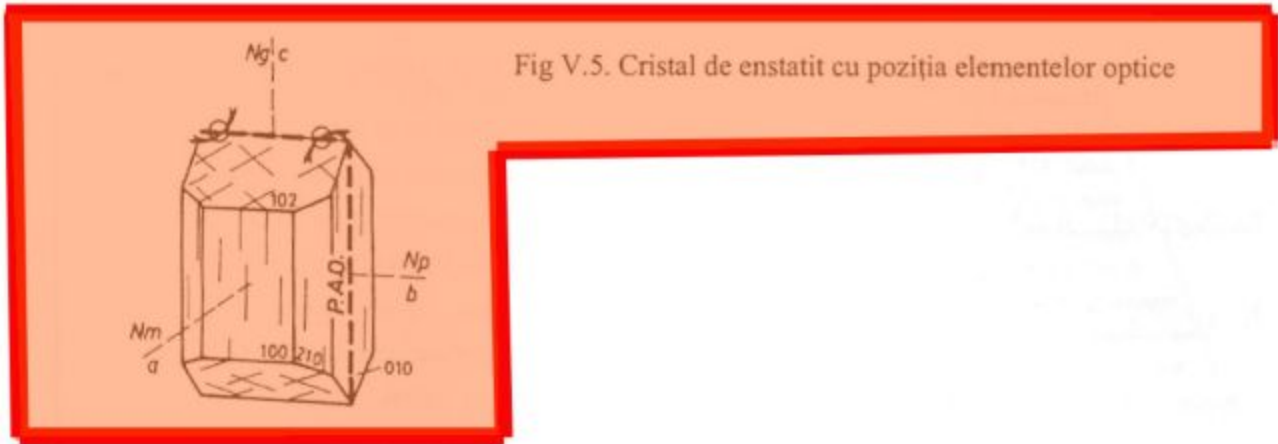 Ng c
Fig V.5. Cristal de enstatit cu poziția elementelor optice
102
P.A.O.
Np
b
Nm
a
100 210
010